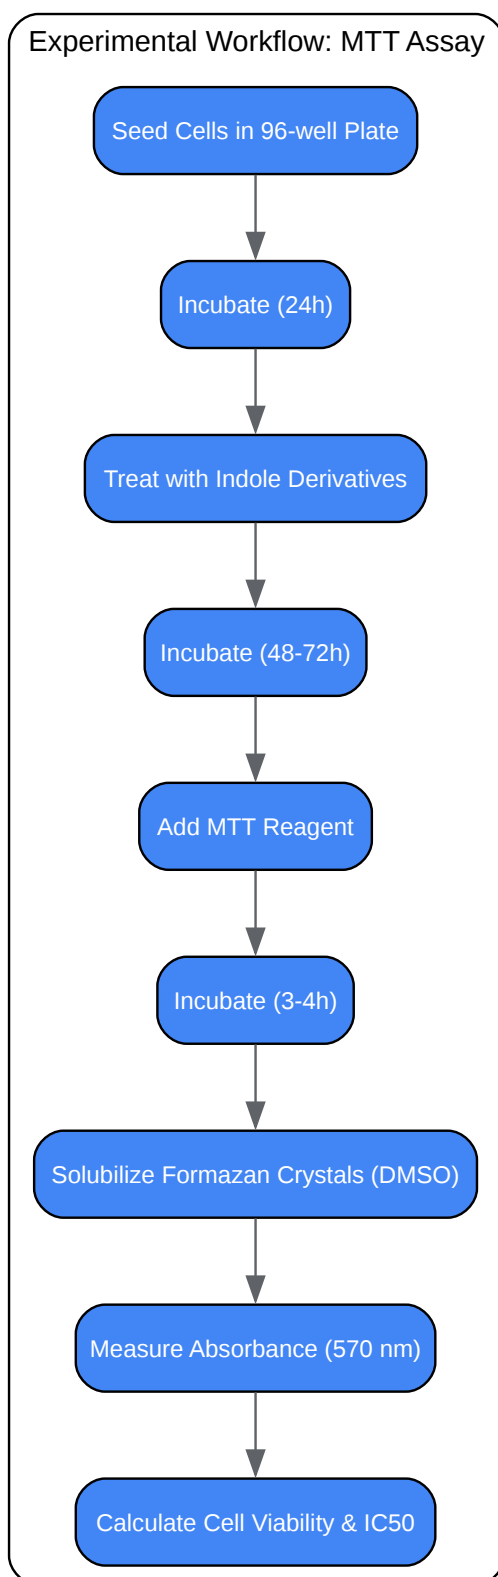 Experimental Workflow: MTT Assay
Seed Cells in 96-well Plate
Incubate (24h)
Treat with Indole Derivatives
Incubate (48-72h)
Add MTT Reagent
Incubate (3-4h)
Solubilize Formazan Crystals (DMSO)
Measure Absorbance (570 nm)
Calculate Cell Viability & IC50